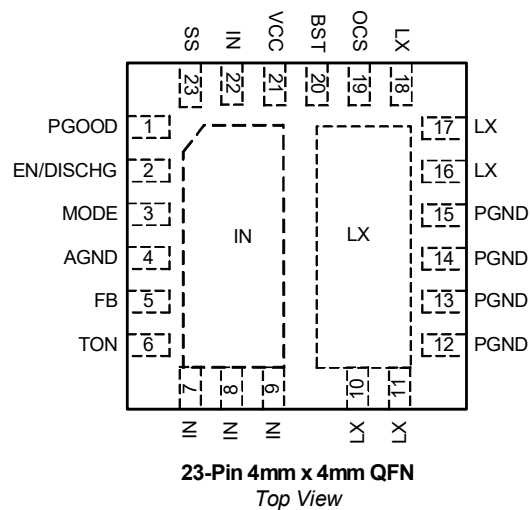 SS IN VCC BST OCS LX
23 22 21 20 19 18
PGOOD 1
EN/DISCHG 2
MODE 3
AGND 4
FB 5
TON 6
IN
LX
17 LX
16 LX
15 PGND
14 PGND
13 PGND
12 PGND
7 8 9 10 11
IN IN IN LX LX
23-Pin 4mm x 4mm QFN
Top View